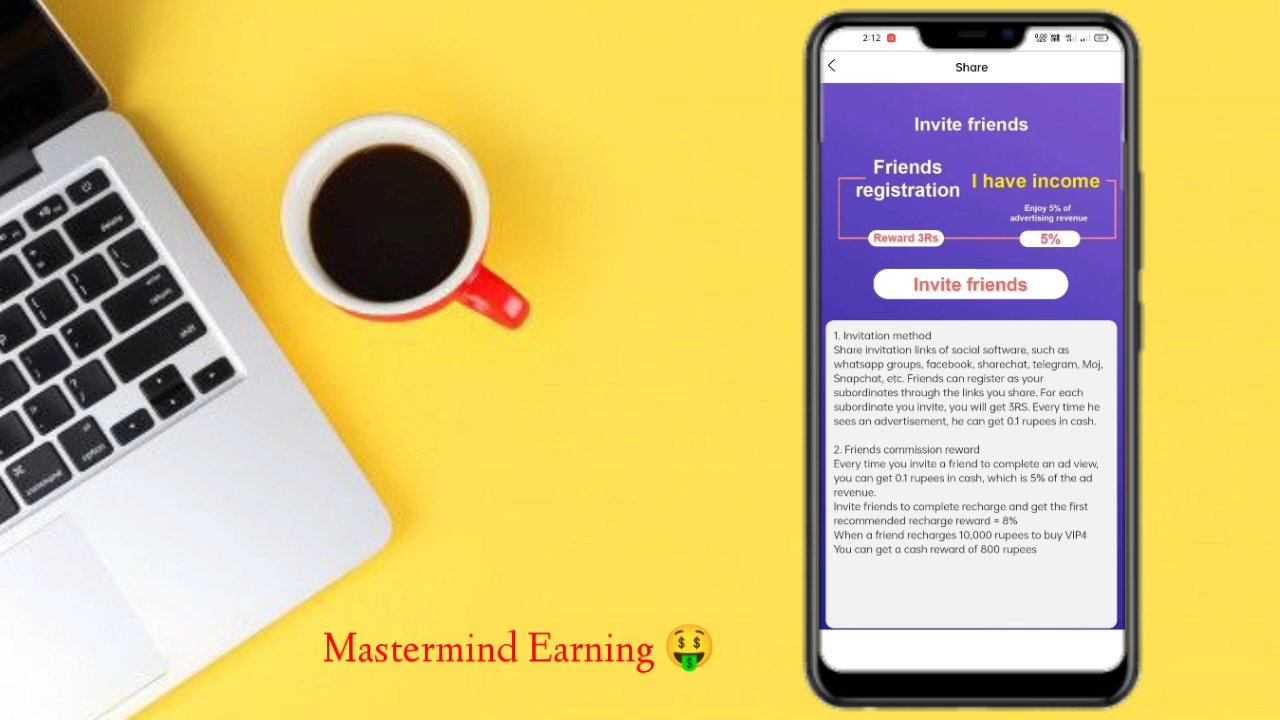 2:12
Share
Invite friends
Friends
registration
I have income
Enjoy 5% of
advertising revenue
Reward 3Rs
5%
Invite friends
1. Invitation method
Share invitation links of social software, such as
whatsapp groups, facebook, sharechat, telegram, Moj,
Snapchat, etc. Friends can register as your
subordinates through the links you share. For each
subordinate you invite, you will get 3RS. Every time he
sees an advertisement, he can get 0.1 rupees in cash.
2. Friends commission reward
Every time you invite a friend to complete an ad view,
you can get 0.1 rupees in cash, which is 5% of the ad
revenue.
Invite friends to complete recharge and get the first
recommended recharge reward = 8%
When a friend recharges 10,000 rupees to buy VIP4
You can get a cash reward of 800 rupees
Mastermind Earning 🤑
delete
enter
return
shift
option
command